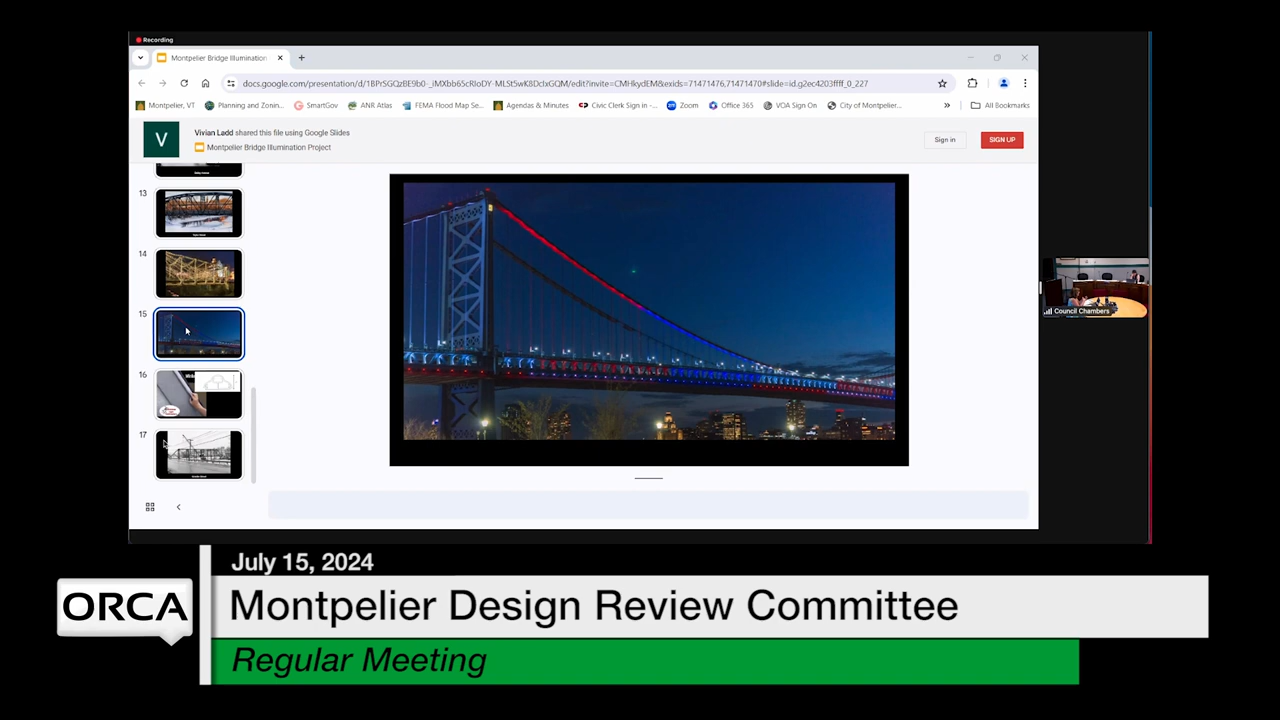 Recording
Montpelier Bridge Illumination
docs.google.com/presentation/d/1BPrSGQzBE9b0-_iMXbb65cRIoDY-MLSt5wK8DcIxGQM/edit?invite=CMHkydEM&exids=71471476,71471470#slide=id.g2ec4203ffff_0_227
Montpelier, VT
Planning and Zonin...
SmartGov
ANR Atlas
FEMA Flood Map Se...
Agendas & Minutes
Civic Clerk Sign in -...
Zoom
Office 365
VOA Sign On
City of Montpelier...
All Bookmarks
V
Vivian Ladd shared this file using Google Slides
Montpelier Bridge Illumination Project
Sign in
SIGN UP
13
14
15
16
17
Council Chambers
July 15, 2024
ORCA
Montpelier Design Review Committee
Regular Meeting